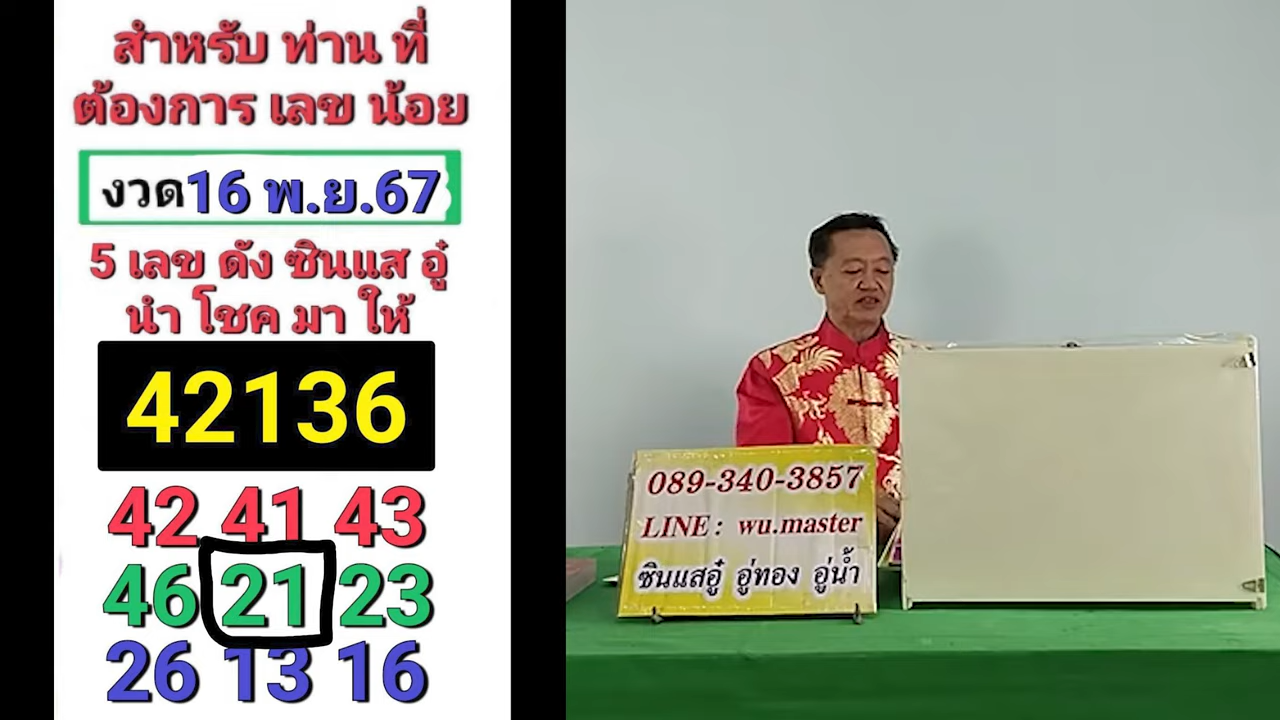 สำหรับ ท่าน ที่
ต้องการ เลข น้อย
งวด16 พ.ย.67
5 เลข ดัง ซินแส อู๋
นำ โชค มา ให้
42136
42 41 43
46 21 23
26 13 16
089-340-3857
LINE : wu.master
ซินแสอู๋ อู่ทอง อู่น้ำ